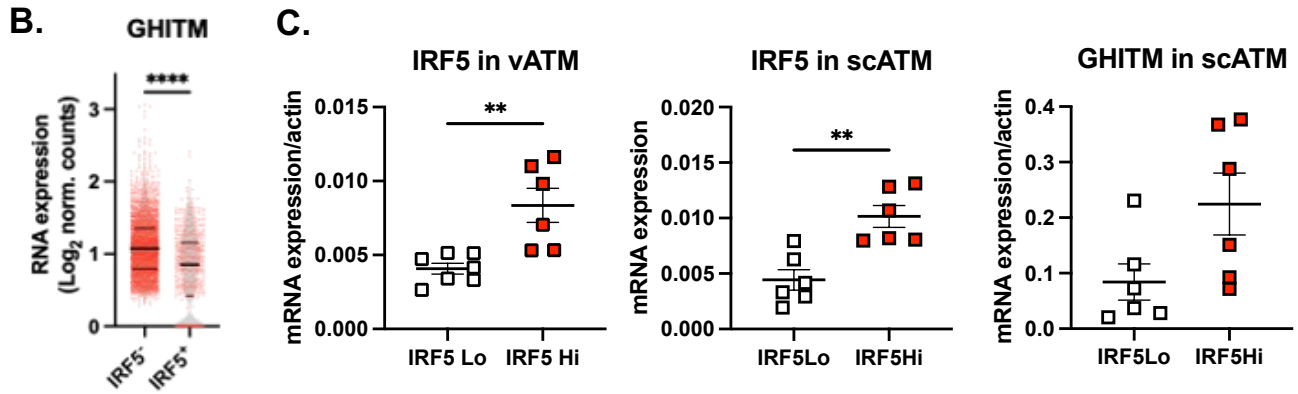 B.
GHITM
****
RNA expression
(Log₂ norm. counts)
3
2
1
0
IRF5⁻
IRF5⁺
C.
IRF5 in vATM
**
mRNA expression/actin
0.015
0.010
0.005
0.000
IRF5 Lo
IRF5 Hi
IRF5 in scATM
**
mRNA expression
0.020
0.015
0.010
0.005
0.000
IRF5Lo
IRF5Hi
GHITM in scATM
mRNA expression/actin
0.4
0.3
0.2
0.1
0.0
IRF5Lo
IRF5Hi